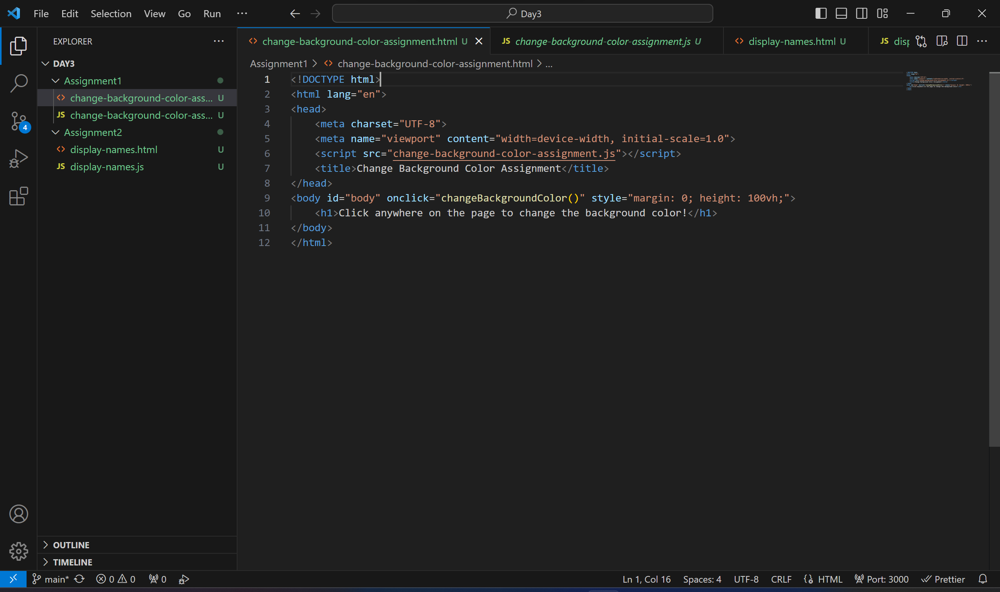 File Edit Selection View Go Run ··· Day3
EXPLORER ···
DAY3
Assignment1
change-background-color-ass... U
JS change-background-color-ass... U
Assignment2
display-names.html U
JS display-names.js U
OUTLINE
TIMELINE
4
change-background-color-assignment.html U
JS change-background-color-assignment.js U
display-names.html U
JS disp
Assignment1 > change-background-color-assignment.html > ...
1 <!DOCTYPE html>
2 <html lang="en">
3 <head>
4 <meta charset="UTF-8">
5 <meta name="viewport" content="width=device-width, initial-scale=1.0">
6 <script src="change-background-color-assignment.js"></script>
7 <title>Change Background Color Assignment</title>
8 </head>
9 <body id="body" onclick="changeBackgroundColor()" style="margin: 0; height: 100vh;">
10 <h1>Click anywhere on the page to change the background color!</h1>
11 </body>
12 </html>
main* 0 0 0 Ln 1, Col 16 Spaces: 4 UTF-8 CRLF HTML Port: 3000 Prettier